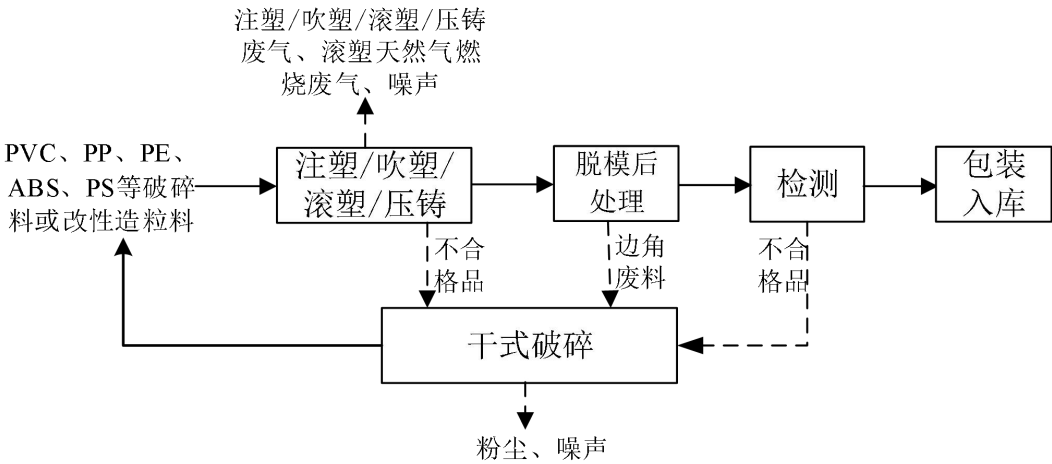 注塑/吹塑/滚塑/压铸
废气、滚塑天然气燃
烧废气、噪声
PVC、PP、PE、
ABS、PS等破碎
料或改性造粒料
注塑/吹塑/
滚塑/压铸
脱模后
处理
检测
包装
入库
不合
格品
边角
废料
不合
格品
干式破碎
粉尘、噪声